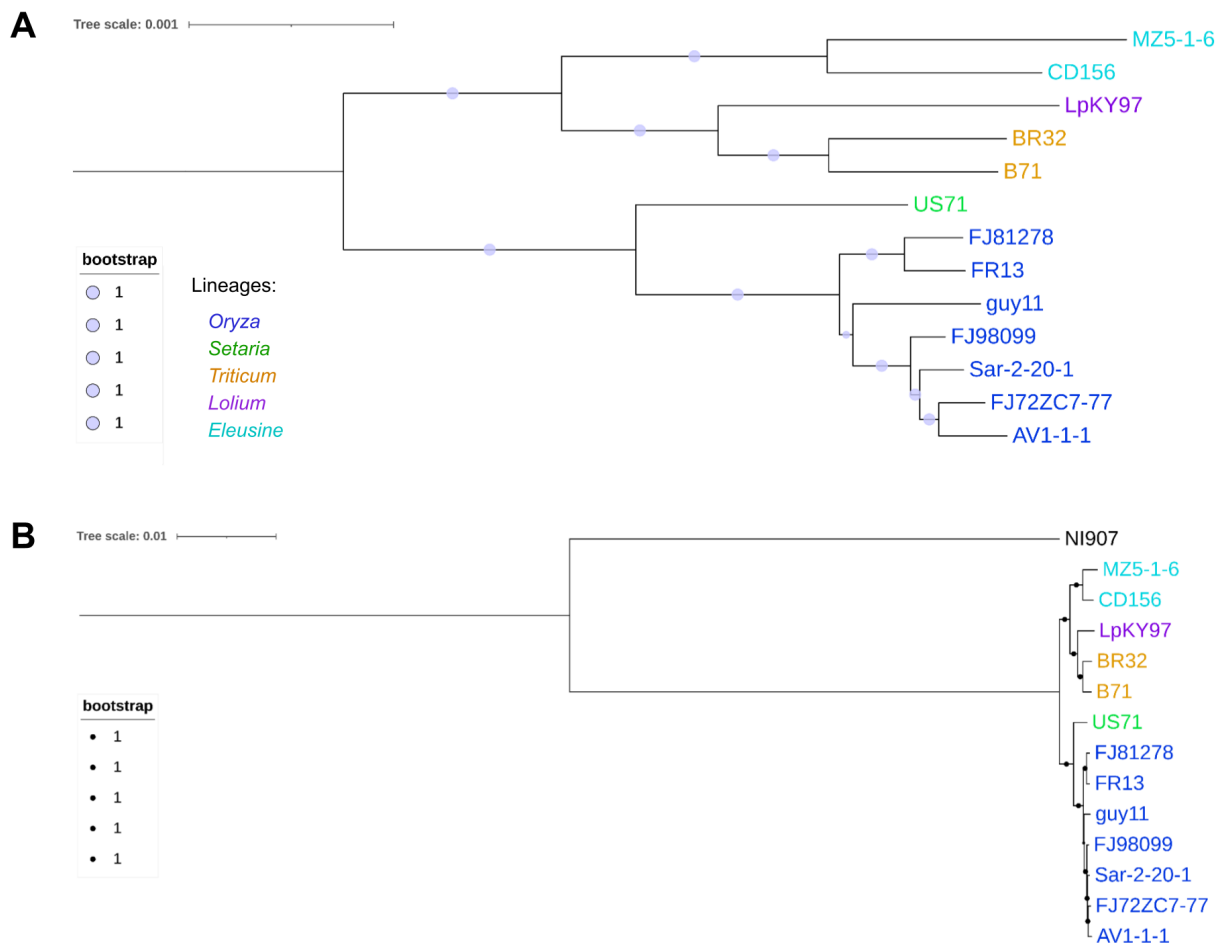 A
Tree scale: 0.001
MZ5-1-6
CD156
LpKY97
BR32
B71
US71
FJ81278
FR13
guy11
FJ98099
Sar-2-20-1
FJ72ZC7-77
AV1-1-1
bootstrap
1
1
1
1
1
Lineages:
Oryza
Setaria
Triticum
Lolium
Eleusine
B
Tree scale: 0.01
NI907
MZ5-1-6
CD156
LpKY97
BR32
B71
US71
FJ81278
FR13
guy11
FJ98099
Sar-2-20-1
FJ72ZC7-77
AV1-1-1
bootstrap
1
1
1
1
1